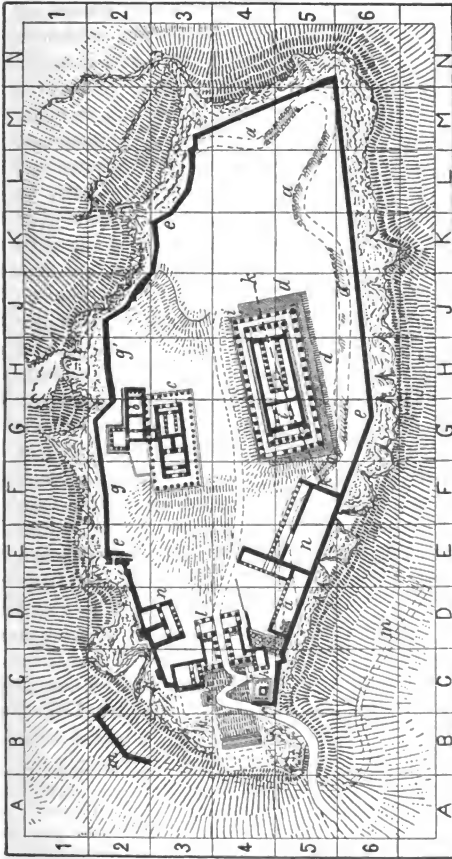 1 2 3 4 5 6
N N
M a M
L a L
K e K
k
i d a
J J
g'
H b c d H
G e G
F g F
E e n E
n
D l a D
C C
B m B
A A
1 2 3 4 5 6